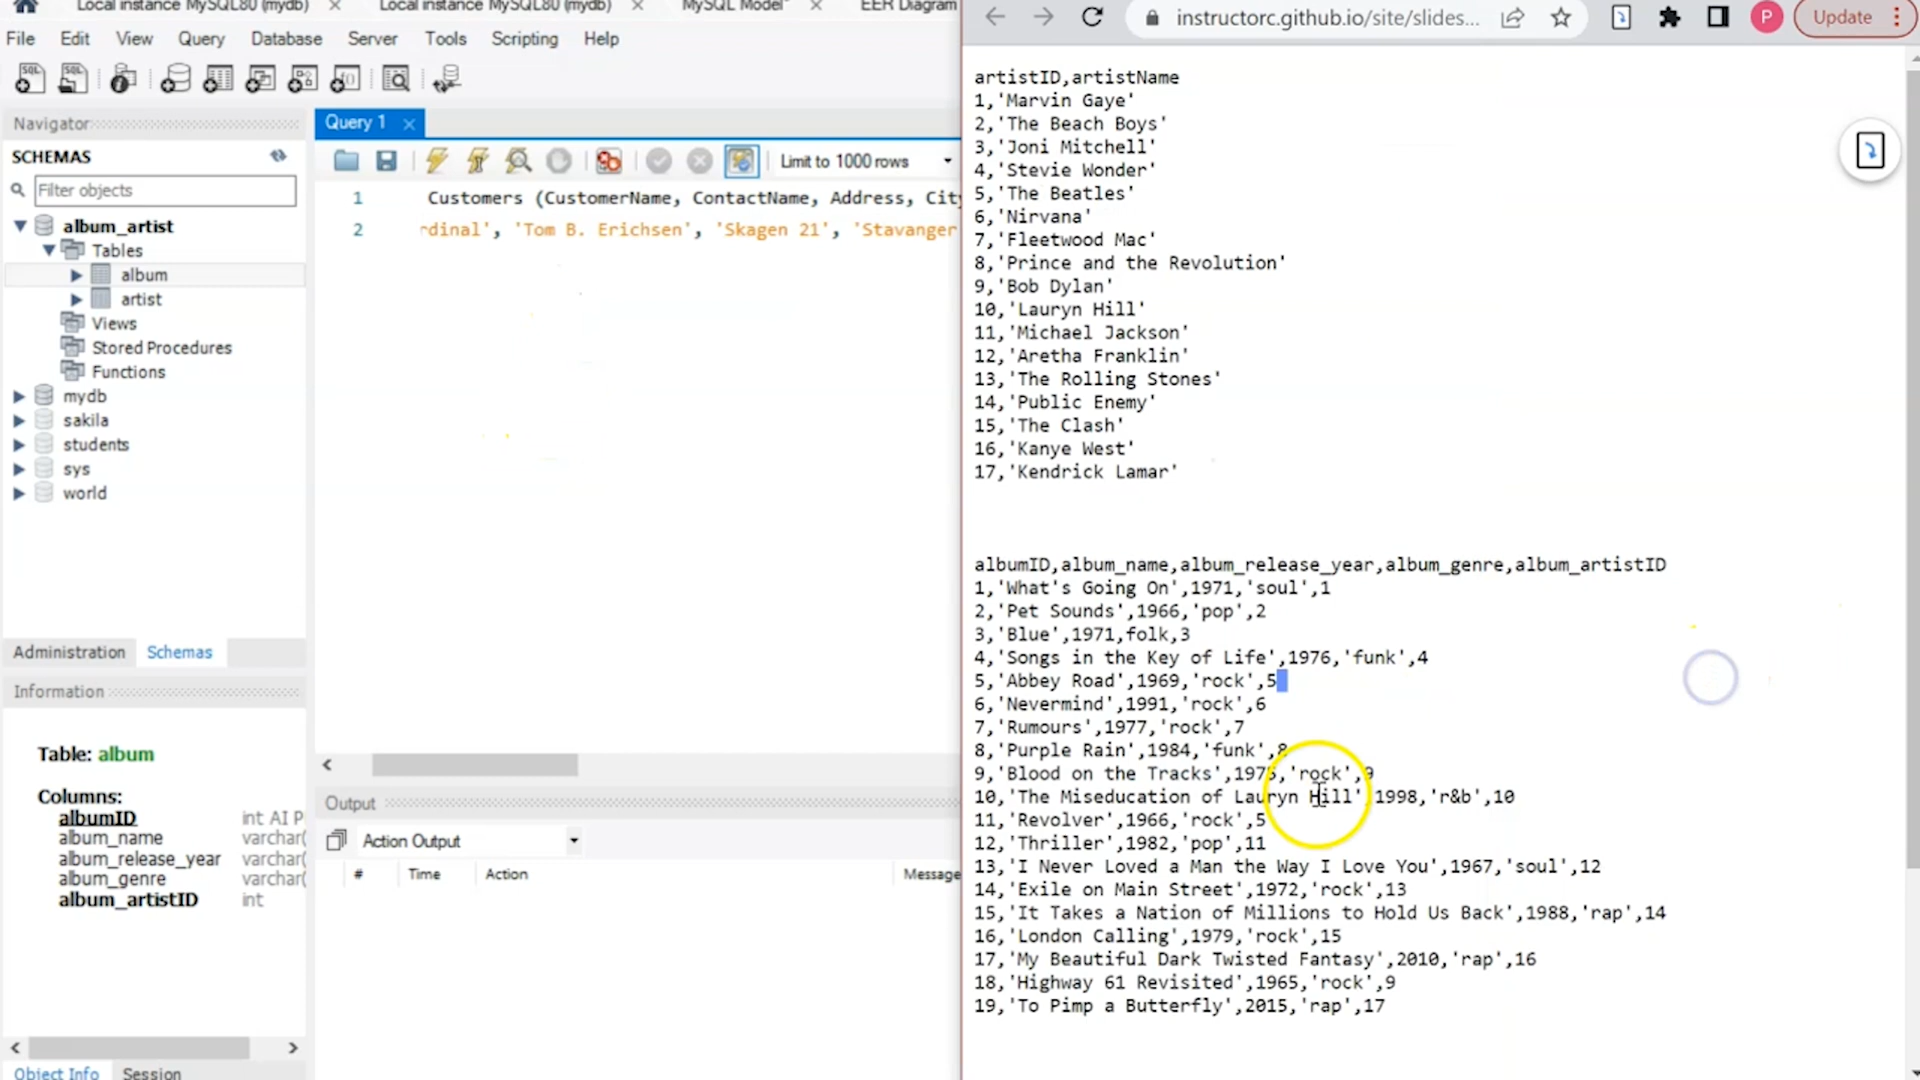 Local instance MySQL80 (mydb) × Local instance MySQL80 (mydb) × MySQL Model* × EER Diagram
File Edit View Query Database Server Tools Scripting Help
Navigator
SCHEMAS
Filter objects
album_artist
Tables
album
artist
Views
Stored Procedures
Functions
mydb
sakila
students
sys
world
Administration Schemas
Information
Table: album
Columns:
albumID int AI P
album_name varchar(
album_release_year varchar(
album_genre varchar(
album_artistID int
Object Info Session
Query 1 ×
Limit to 1000 rows
1 Customers (CustomerName, ContactName, Address, City
2 rdinal', 'Tom B. Erichsen', 'Skagen 21', 'Stavanger
Output
Action Output
# Time Action Message
instructorc.github.io/site/slides... P Update
artistID,artistName
1,'Marvin Gaye'
2,'The Beach Boys'
3,'Joni Mitchell'
4,'Stevie Wonder'
5,'The Beatles'
6,'Nirvana'
7,'Fleetwood Mac'
8,'Prince and the Revolution'
9,'Bob Dylan'
10,'Lauryn Hill'
11,'Michael Jackson'
12,'Aretha Franklin'
13,'The Rolling Stones'
14,'Public Enemy'
15,'The Clash'
16,'Kanye West'
17,'Kendrick Lamar'
albumID,album_name,album_release_year,album_genre,album_artistID
1,'What's Going On',1971,'soul',1
2,'Pet Sounds',1966,'pop',2
3,'Blue',1971,folk,3
4,'Songs in the Key of Life',1976,'funk',4
5,'Abbey Road',1969,'rock',5
6,'Nevermind',1991,'rock',6
7,'Rumours',1977,'rock',7
8,'Purple Rain',1984,'funk',8
9,'Blood on the Tracks',1975,'rock',9
10,'The Miseducation of Lauryn Hill',1998,'r&b',10
11,'Revolver',1966,'rock',5
12,'Thriller',1982,'pop',11
13,'I Never Loved a Man the Way I Love You',1967,'soul',12
14,'Exile on Main Street',1972,'rock',13
15,'It Takes a Nation of Millions to Hold Us Back',1988,'rap',14
16,'London Calling',1979,'rock',15
17,'My Beautiful Dark Twisted Fantasy',2010,'rap',16
18,'Highway 61 Revisited',1965,'rock',9
19,'To Pimp a Butterfly',2015,'rap',17